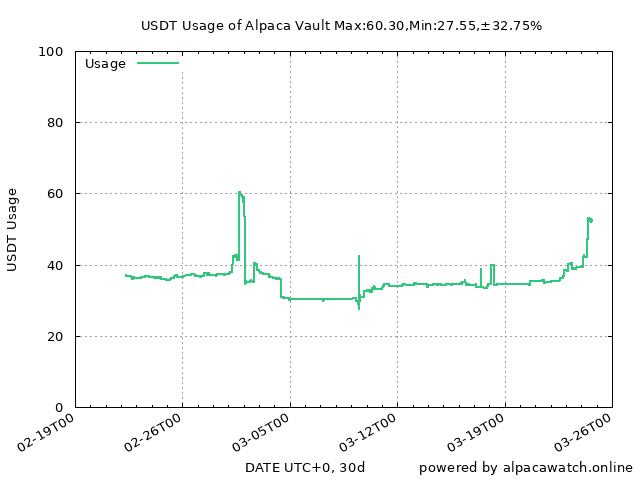 USDT Usage of Alpaca Vault Max:60.30,Min:27.55,±32.75%
Usage
100
80
60
40
20
0
USDT Usage
02-19T00
02-26T00
03-05T00
03-12T00
03-19T00
03-26T00
DATE UTC+0, 30d
powered by alpacawatch.online